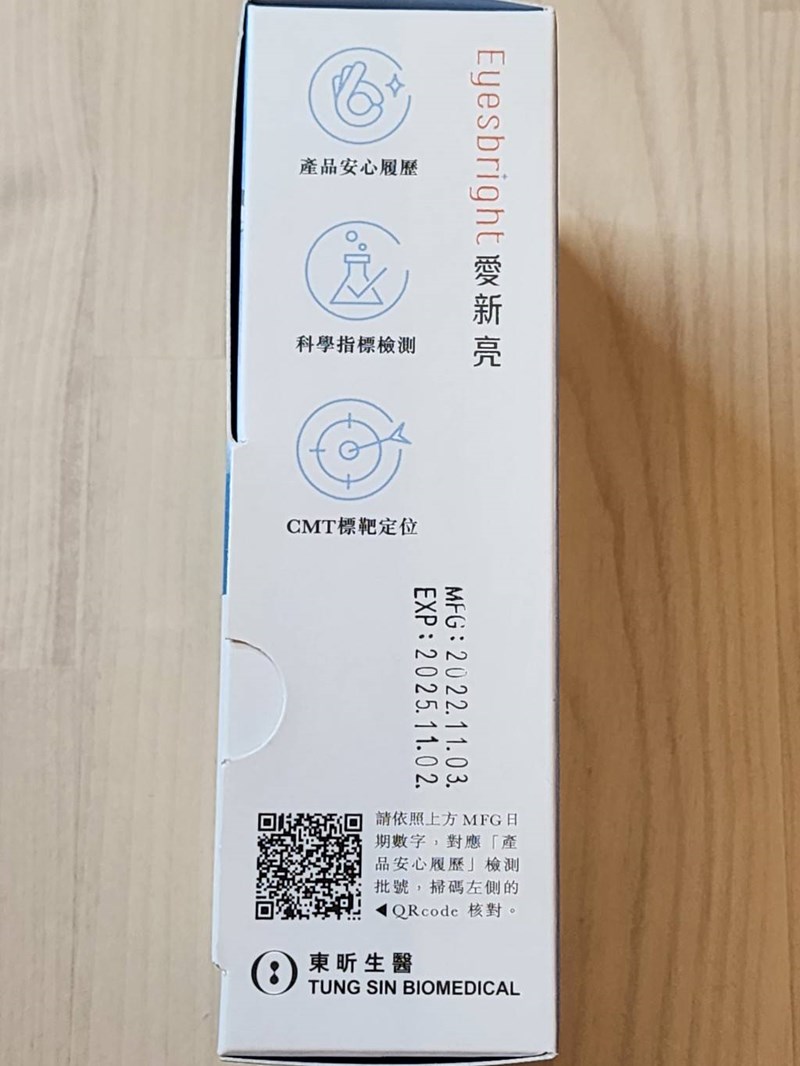 Eyesbright 愛新亮
產品安心履歷
科學指標檢測
CMT標靶定位
MFG:2022.11.03.
EXP:2025.11.02.
請依照上方 MFG 日
期數字，對應「產
品安心履歷」檢測
批號，掃碼左側的
◀QRcode 核對。
東昕生醫
TUNG SIN BIOMEDICAL